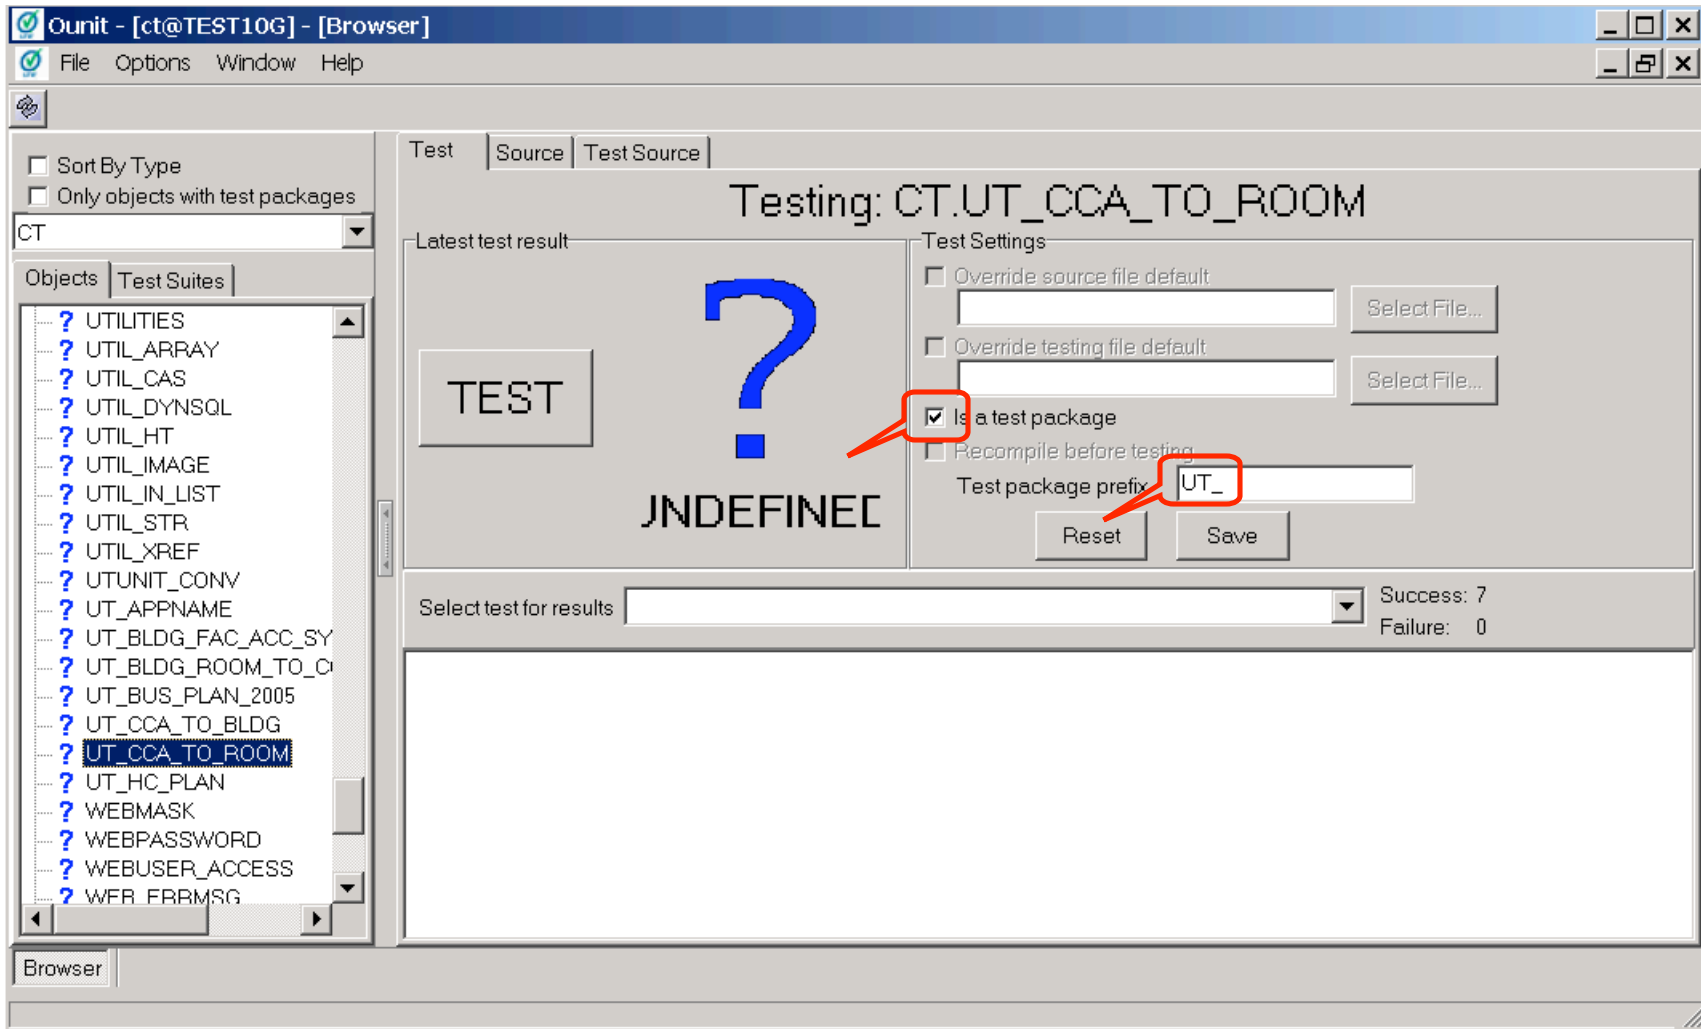 Ounit - [ct@TEST10G] - [Browser]
File Options Window Help
Sort By Type
Only objects with test packages
CT
Objects Test Suites
UTILITIES
UTIL_ARRAY
UTIL_CAS
UTIL_DYNSQL
UTIL_HT
UTIL_IMAGE
UTIL_IN_LIST
UTIL_STR
UTIL_XREF
UTUNIT_CONV
UT_APPNAME
UT_BLDG_FAC_ACC_SY
UT_BLDG_ROOM_TO_C
UT_BUS_PLAN_2005
UT_CCA_TO_BLDG
UT_CCA_TO_ROOM
UT_HC_PLAN
WEBMASK
WEBPASSWORD
WEBUSER_ACCESS
WEB_ERRMSG
Test Source Test Source
Testing: CT.UT_CCA_TO_ROOM
Latest test result
TEST
?
UNDEFINED
Test Settings
Override source file default
Select File...
Override testing file default
Select File...
Is a test package
Recompile before testing
Test package prefix UT_
Reset Save
Select test for results
Success: 7
Failure: 0
Browser